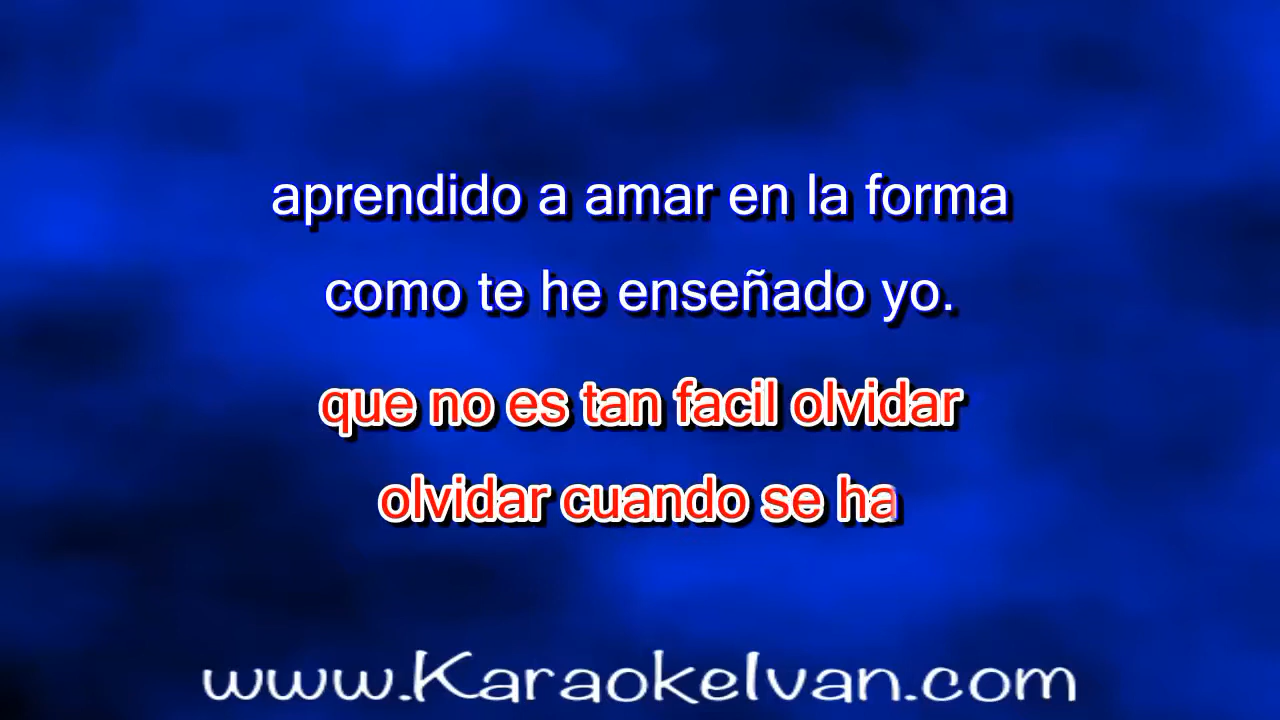 aprendido a amar en la forma
como te he enseñado yo.
que no es tan facil olvidar
olvidar cuando se ha
www.KaraokeIvan.com